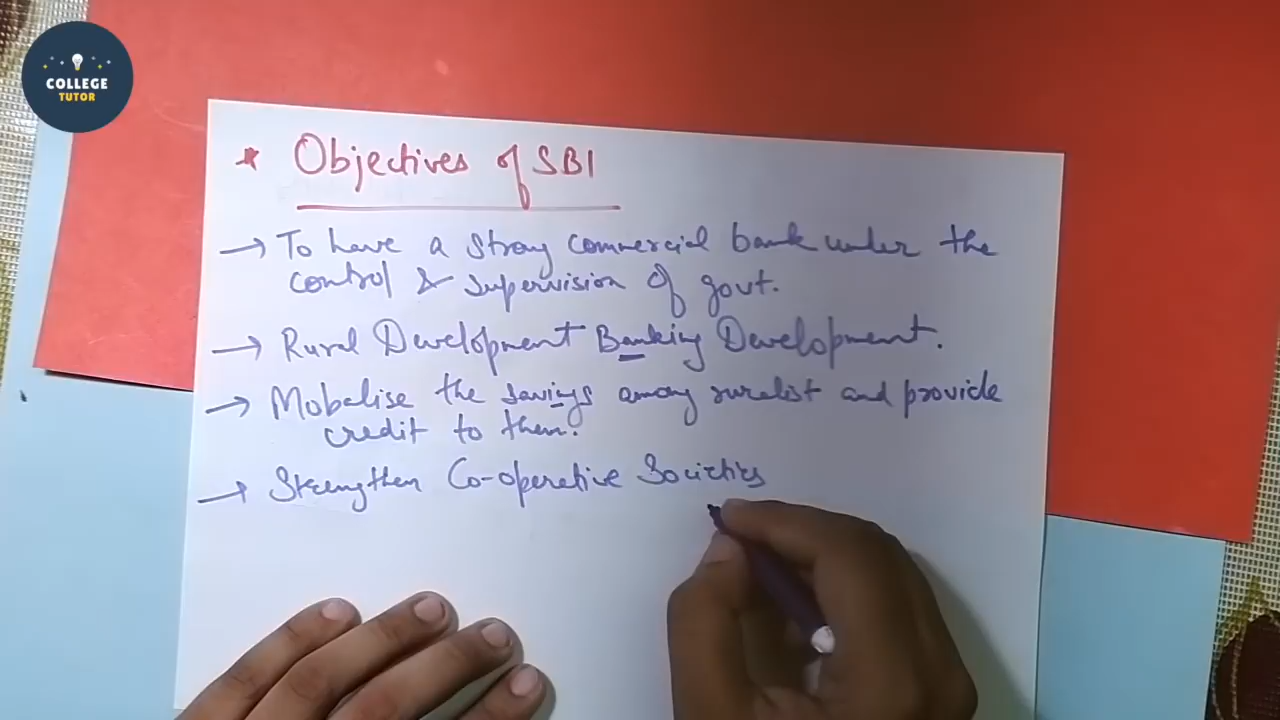 COLLEGE
TUTOR
* Objectives of SBI
→ To have a strong commercial bank under the
control & supervision of govt.
→ Rural Development Banking Development.
→ Mobalise the savings among ruralist and provide
credit to them.
→ Strengthen Co-operative Societies